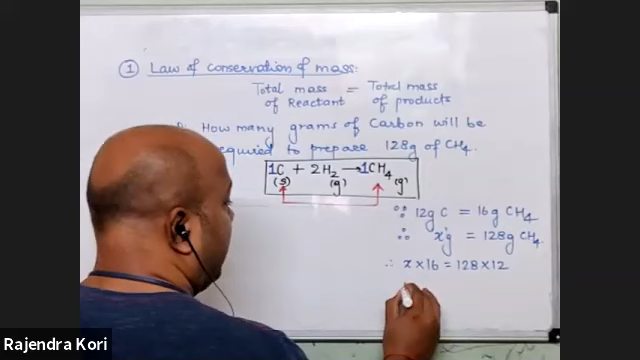 ① Law of conservation of mass:
Total mass of Reactant = Total mass of products
How many grams of Carbon will be
required to prepare 128g of CH₄.
1C + 2H₂ → 1CH₄
(s) (g) (g)
∵ 12g C = 16g CH₄
∴ x g = 128g CH₄
∴ x × 16 = 128 × 12
Rajendra Kori